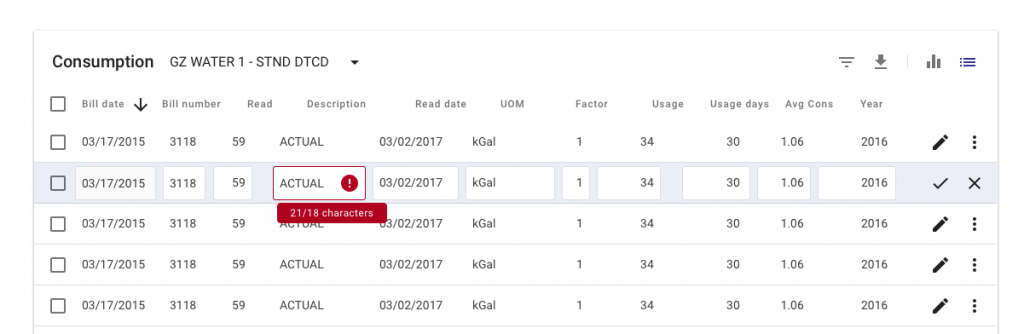 Consumption GZ WATER 1 - STND DTCD
Bill date Bill number Read Description Read date UOM Factor Usage Usage days Avg Cons Year
03/17/2015 3118 59 ACTUAL 03/02/2017 kGal 1 34 30 1.06 2016
03/17/2015 3118 59 ACTUAL 03/02/2017 kGal 1 34 30 1.06 2016
21/18 characters
03/17/2015 3118 59 ACTUAL 03/02/2017 kGal 1 34 30 1.06 2016
03/17/2015 3118 59 ACTUAL 03/02/2017 kGal 1 34 30 1.06 2016
03/17/2015 3118 59 ACTUAL 03/02/2017 kGal 1 34 30 1.06 2016